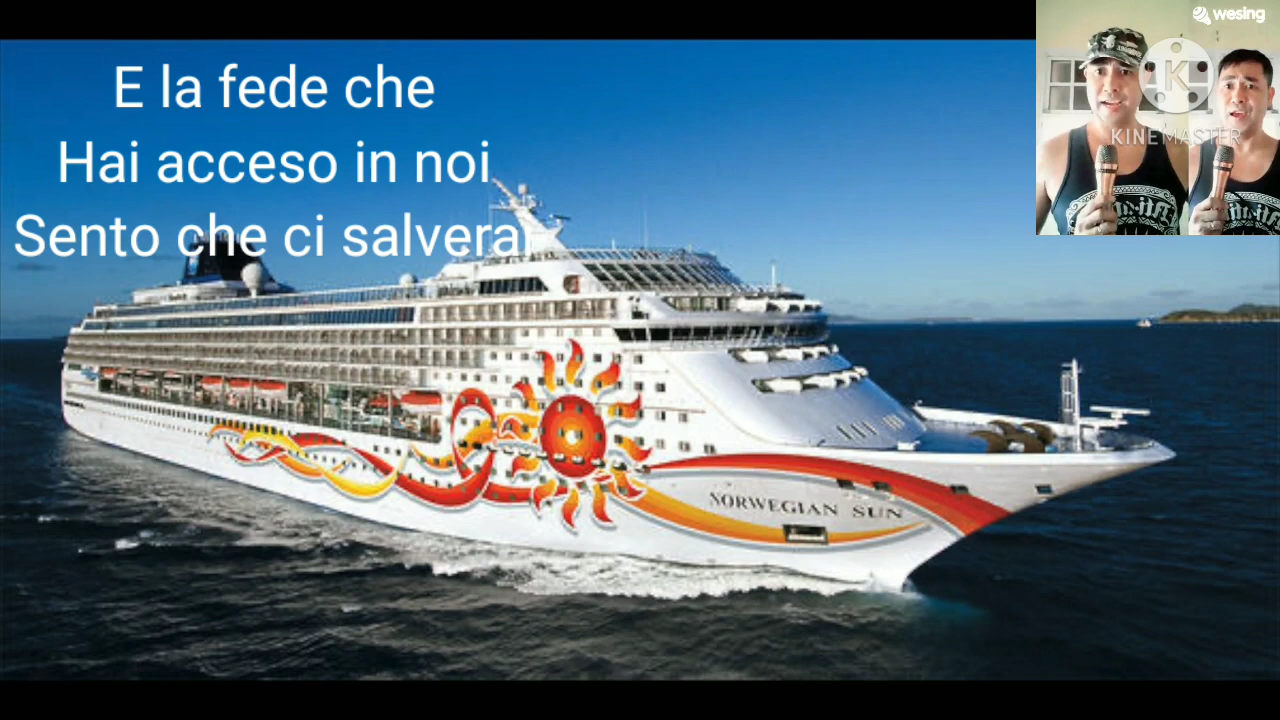 E la fede che
Hai acceso in noi
Sento che ci salvera
wesing
KINEMASTER
NORWEGIAN SUN